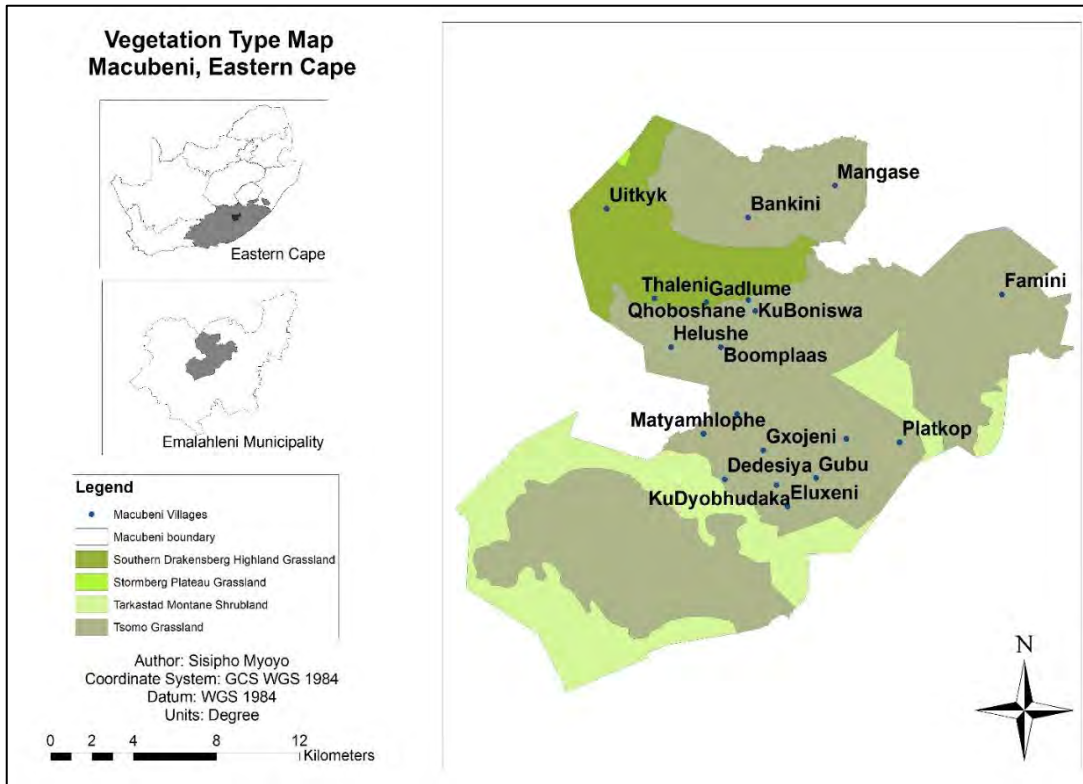 Vegetation Type Map
Macubeni, Eastern Cape
Eastern Cape
Emalahleni Municipality
Legend
Macubeni Villages
Macubeni boundary
Southern Drakensberg Highland Grassland
Stormberg Plateau Grassland
Tarkastad Montane Shrubland
Tsomo Grassland
Author: Sisipho Myoyo
Coordinate System: GCS WGS 1984
Datum: WGS 1984
Units: Degree
0 2 4 8 12
Kilometers
Mangase
Uitkyk
Bankini
Famini
Thaleni
Gadlume
Qhoboshane
KuBoniswa
Helushe
Boomplaas
Matyamhlophe
Gxojeni
Platkop
Dedesiya
Gubu
KuDyobhudaka
Eluxeni
N